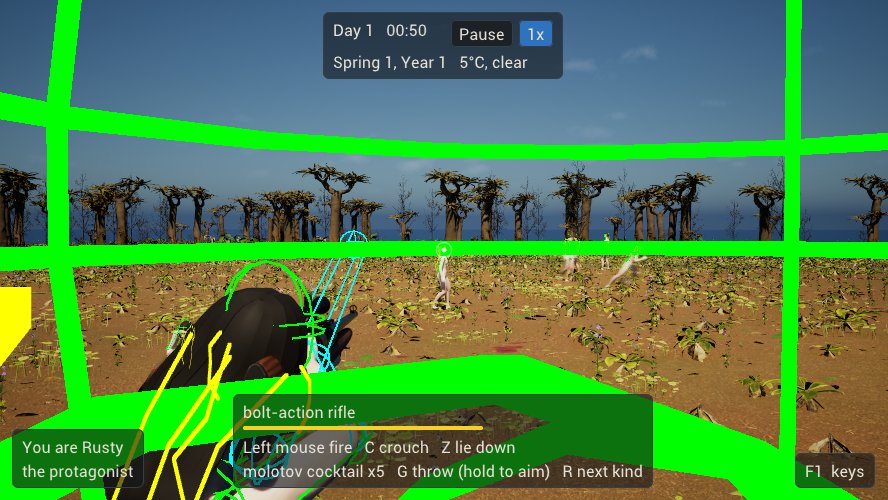 Day 1 00:50 Pause 1x
Spring 1, Year 1 5°C, clear
bolt-action rifle
Left mouse fire C crouch Z lie down
molotov cocktail x5 G throw (hold to aim) R next kind
You are Rusty
the protagonist
F1 keys